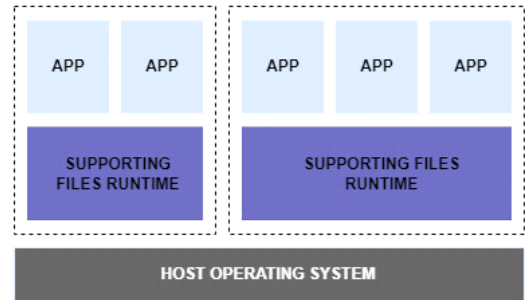 APP
APP
APP
APP
APP
SUPPORTING
FILES RUNTIME
SUPPORTING FILES
RUNTIME
HOST OPERATING SYSTEM